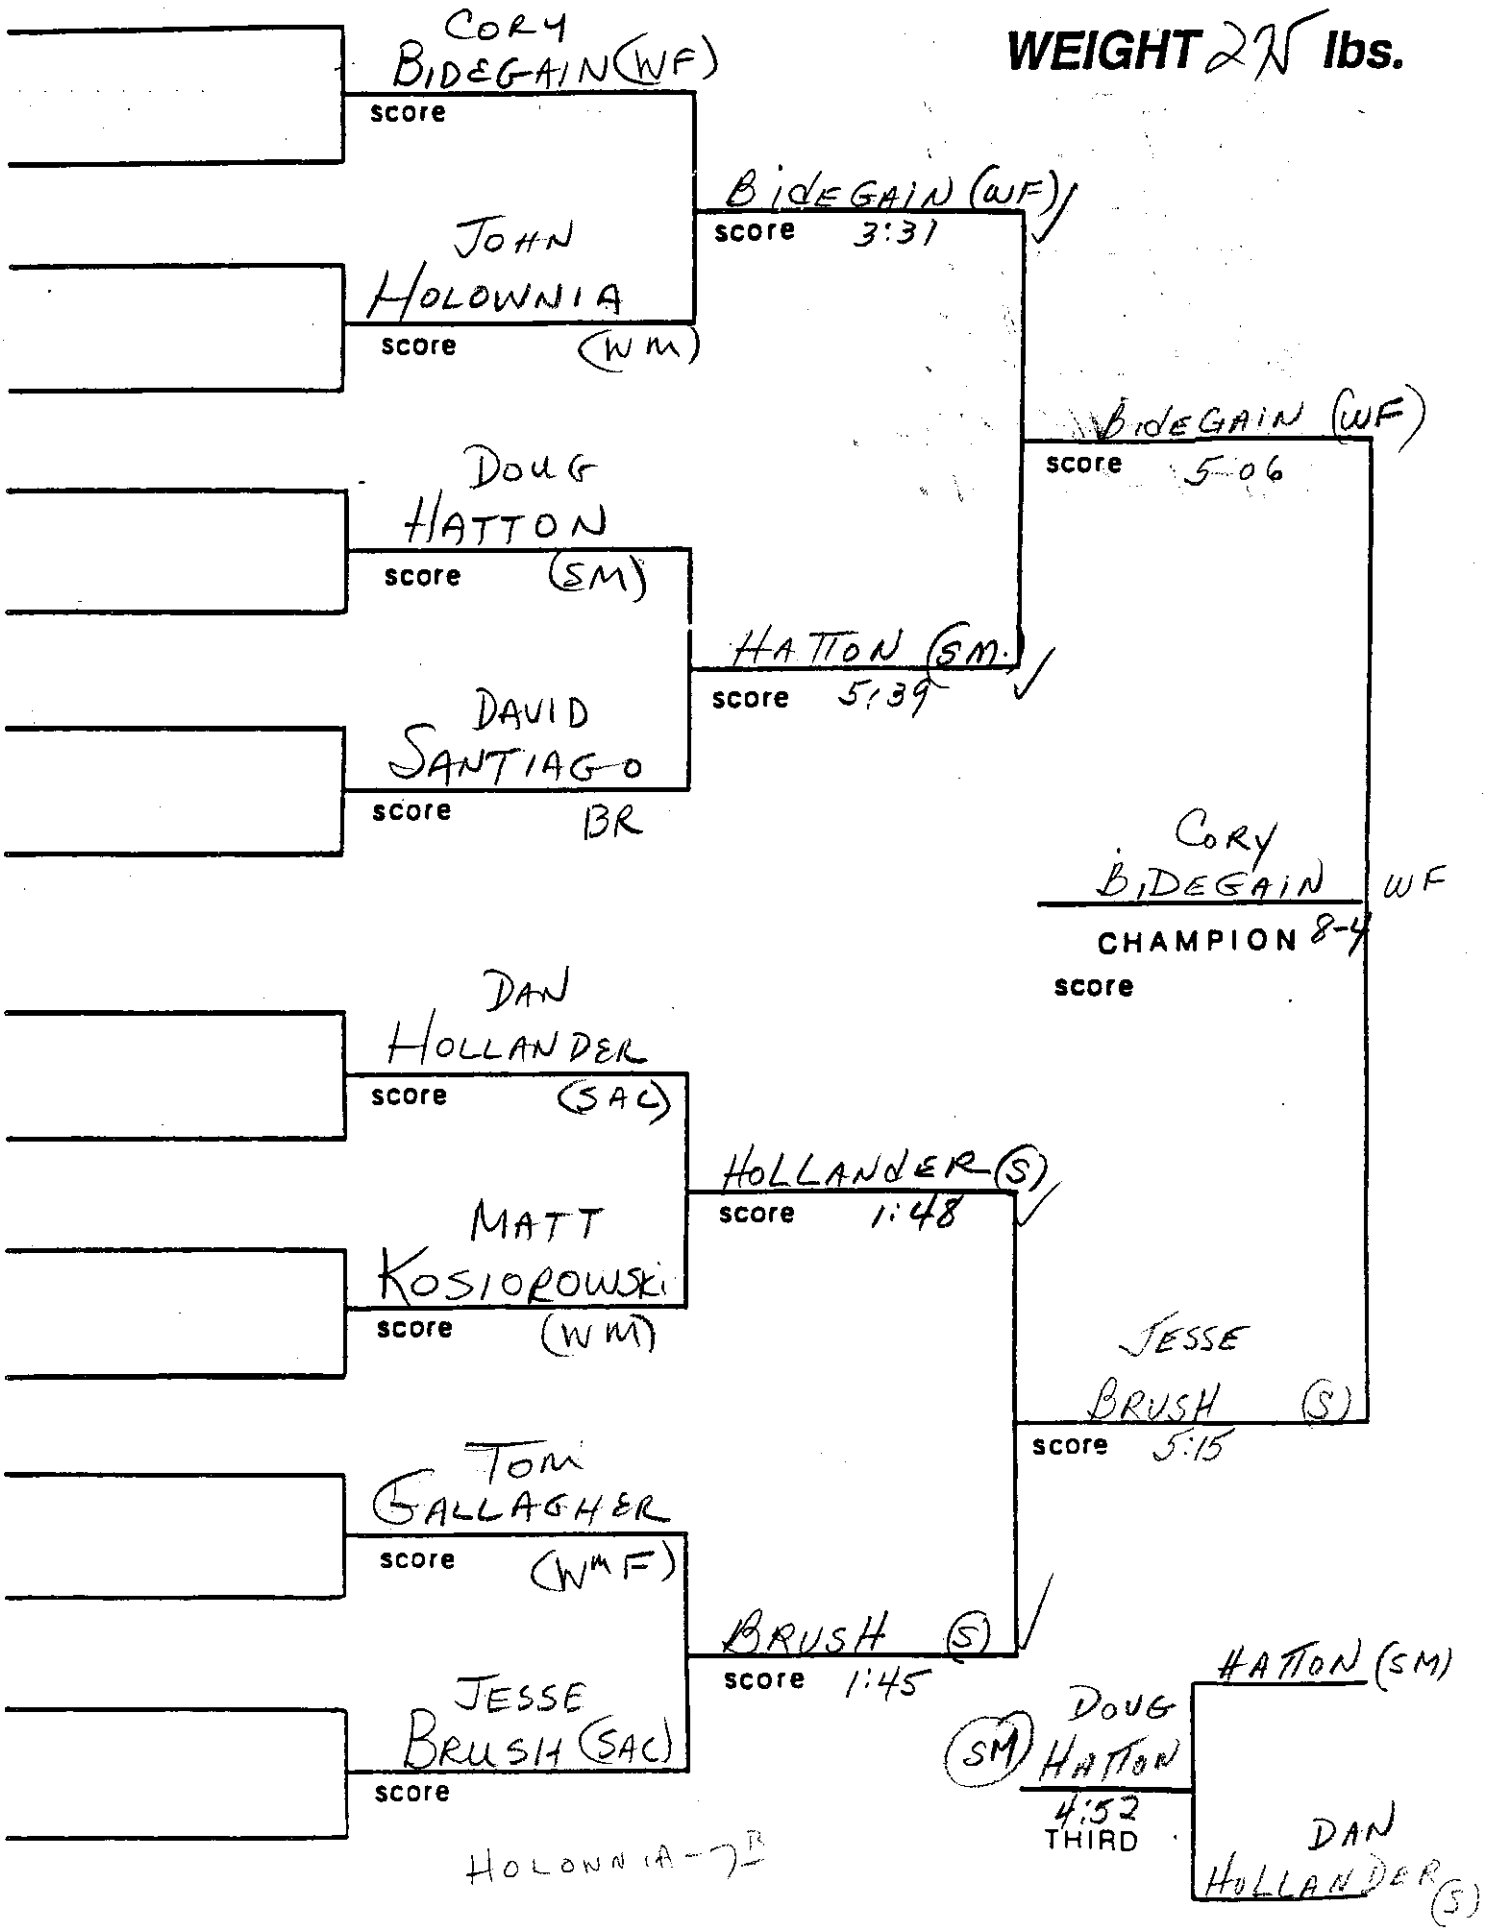 WEIGHT 275 lbs.
CORY
BIDEGAIN (WF)
score
JOHN
HOLOWNIA
score (WM)
BidEGAIN (WF)
score 3:31
DOUG
HATTON
score (SM)
DAVID
SANTIAGO
score BR
HATTON (SM.)
score 5:39
BidEGAIN (WF)
score 5-06
CORY
BIDEGAIN WF
CHAMPION 8-4
score
DAN
HOLLANDER
score (SAC)
MATT
KOSIOROWSKi
score (WM)
HOLLANdER (S)
score 1:48
TOM
GALLAGHER
score (WMF)
JESSE
BRUSH (SAC)
score
BRUSH (S)
score 1:45
JESSE
BRUSH (S)
score 5:15
HATTON (SM)
DOUG
(SM) HATTON
4:52
THIRD
DAN
HOLLANDER (S)
HOLOWNIA